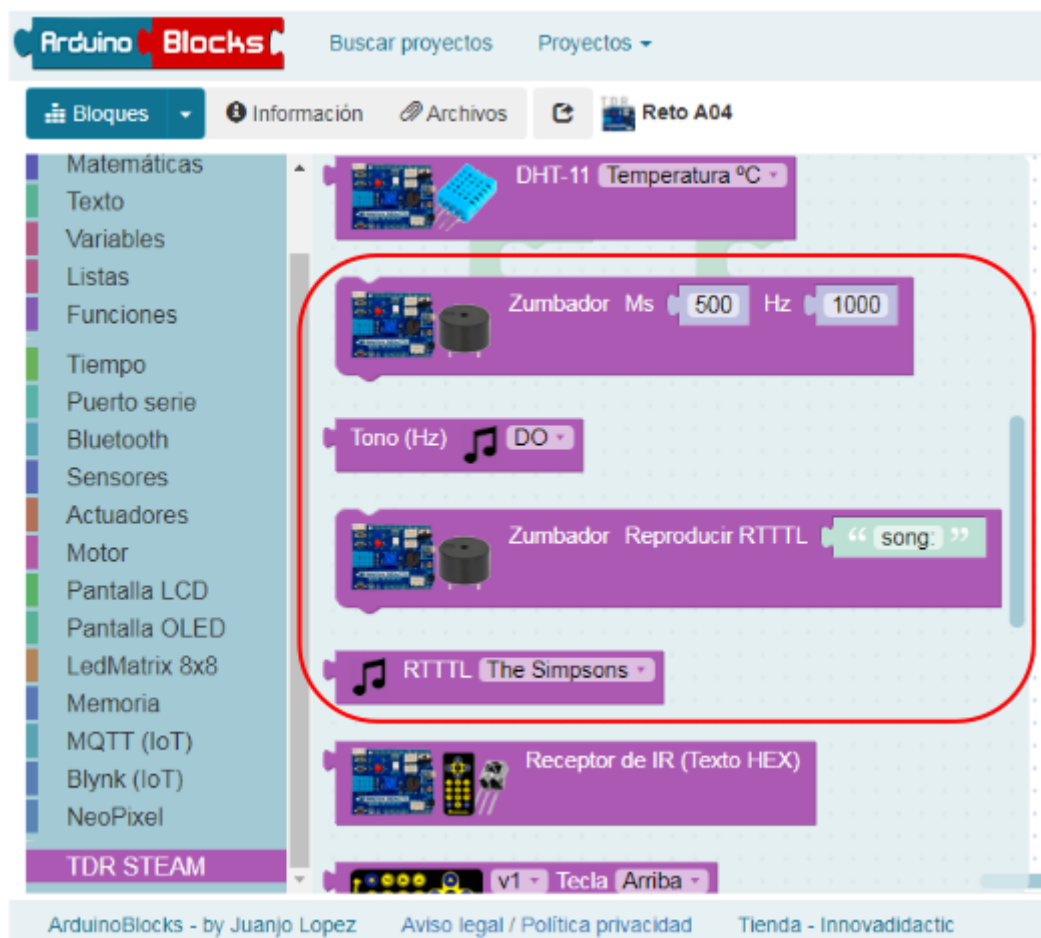 Arduino Blocks
Buscar proyectos
Proyectos
Bloques
Información
Archivos
Reto A04
Matemáticas
Texto
Variables
Listas
Funciones
Tiempo
Puerto serie
Bluetooth
Sensores
Actuadores
Motor
Pantalla LCD
Pantalla OLED
LedMatrix 8x8
Memoria
MQTT (IoT)
Blynk (IoT)
NeoPixel
TDR STEAM
DHT-11 Temperatura ºC
Zumbador Ms 500 Hz 1000
Tono (Hz) DO
Zumbador Reproducir RTTTL “ song: ”
RTTTL The Simpsons
Receptor de IR (Texto HEX)
v1 Tecla Arriba
ArduinoBlocks - by Juanjo Lopez
Aviso legal / Política privacidad
Tienda - Innovadidactic